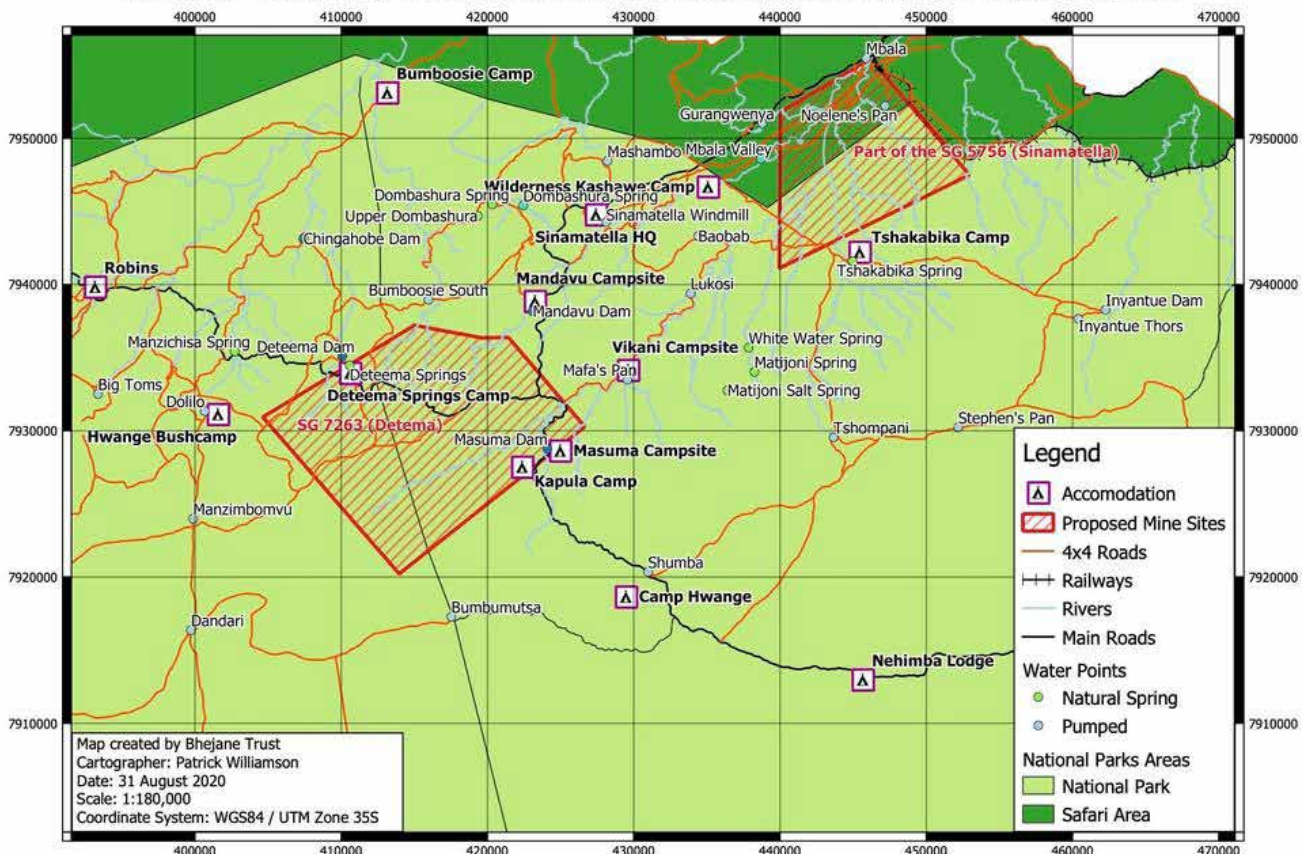 400000 410000 420000 430000 440000 450000 460000 470000
Mbala
Bumboosie Camp
Gurangwenya
Noelene's Pan
7950000
7950000
Mashambo
Mbala Valley
Part of the SG 5756 (Sinamatella)
Dombashura Spring
Wilderness Kashawe Camp
Dombashura Spring
Upper Dombashura
Sinamatella Windmill
Chingahobe Dam
Sinamatella HQ
Baobab
Tshakabika Camp
Robins
Mandavu Campsite
Tshakabika Spring
7940000
7940000
Bumboosie South
Lukosi
Mandavu Dam
Inyantue Dam
Inyantue Thors
Manzichisa Spring
Deteema Dam
Vikani Campsite
White Water Spring
Big Toms
Deteema Springs
Mafa's Pan
Matijoni Spring
Dolilo
Deteema Springs Camp
Matijoni Salt Spring
Hwange Bushcamp
SG 7263 (Detema)
Stephen's Pan
7930000
7930000
Masuma Dam
Tshompani
Masuma Campsite
Kapula Camp
Manzimbomvu
Shumba
7920000
7920000
Camp Hwange
Dandari
Bumbumutsa
Nehimba Lodge
7910000
7910000
Legend
Accomodation
Proposed Mine Sites
4x4 Roads
Railways
Rivers
Main Roads
Water Points
Natural Spring
Pumped
National Parks Areas
National Park
Safari Area
Map created by Bhejane Trust
Cartographer: Patrick Williamson
Date: 31 August 2020
Scale: 1:180,000
Coordinate System: WGS84 / UTM Zone 35S
400000 410000 420000 430000 440000 450000 460000 470000